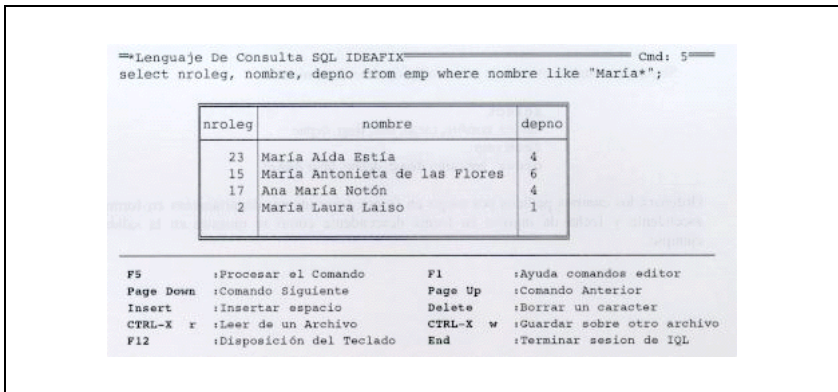 *Lenguaje De Consulta SQL IDEAFIX Cmd: 5
select nroleg, nombre, depno from emp where nombre like "María*";
nroleg nombre depno
23 María Aída Estía 4
15 María Antonieta de las Flores 6
17 Ana María Notón 4
2 María Laura Laiso 1
F5 :Procesar el Comando F1 :Ayuda comandos editor
Page Down :Comando Siguiente Page Up :Comando Anterior
Insert :Insertar espacio Delete :Borrar un caracter
CTRL-X r :Leer de un Archivo CTRL-X w :Guardar sobre otro archivo
F12 :Disposición del Teclado End :Terminar sesion de IQL